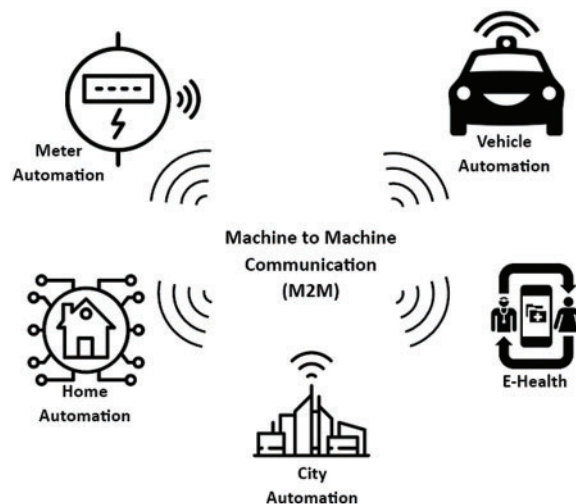 Meter
Automation
Vehicle
Automation
Machine to Machine
Communication
(M2M)
Home
Automation
E-Health
City
Automation